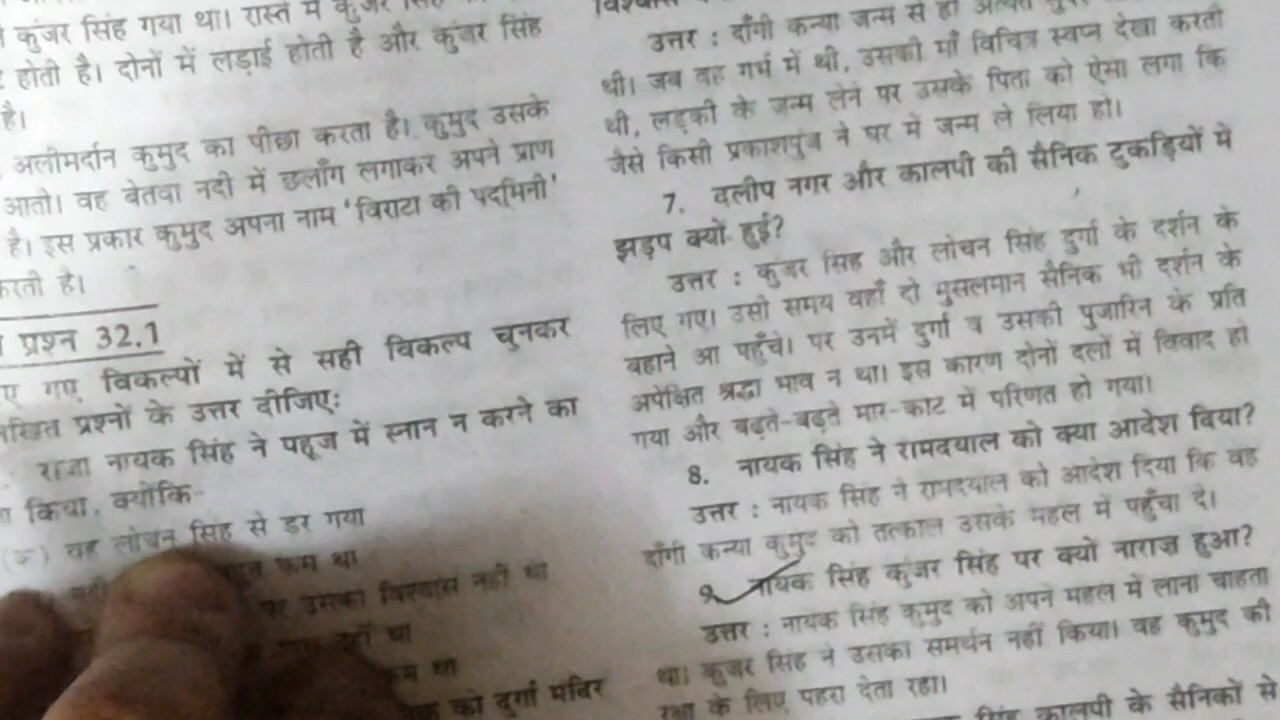 कुंजर सिंह गया था। रास्ते में कुंजर सिंह
होती है। दोनों में लड़ाई होती है और कुंजर सिंह
है।
अलीमर्दान कुमुद का पीछा करता है। कुमुद उसके
आती। वह बेतवा नदी में छलाँग लगाकर अपने प्राण
है। इस प्रकार कुमुद अपना नाम 'विराटा की पद्मिनी'
करती है।
प्रश्न 32.1
गए विकल्पों में से सही विकल्प चुनकर
प्रश्नों के उत्तर दीजिए:
राजा नायक सिंह ने पहूज में स्नान न करने का
किया, क्योंकि-
(क) वह लोचन सिंह से डर गया
कम था
पर उसका विश्वास नहीं था
नहीं था
था
को दुर्गा मंदिर
उत्तर : दाँगी कन्या जन्म से ही अत्यंत
थी। जब वह गर्भ में थी, उसकी माँ विचित्र स्वप्न देखा करती
थी, लड़की के जन्म लेने पर उसके पिता को ऐसा लगा कि
जैसे किसी प्रकाशपुंज ने घर में जन्म ले लिया हो।
7. दलीप नगर और कालपी की सैनिक टुकड़ियों में
झड़प क्यों हुई?
उत्तर : कुंजर सिंह और लोचन सिंह दुर्गा के दर्शन के
लिए गए। उसी समय वहाँ दो मुसलमान सैनिक भी दर्शन के
बहाने आ पहुँचे। पर उनमें दुर्गा व उसकी पुजारिन के प्रति
अपेक्षित श्रद्धा भाव न था। इस कारण दोनों दलों में विवाद हो
गया और बढ़ते-बढ़ते मार-काट में परिणत हो गया।
8. नायक सिंह ने रामदयाल को क्या आदेश दिया?
उत्तर : नायक सिंह ने रामदयाल को आदेश दिया कि वह
दाँगी कन्या कुमुद को तत्काल उसके महल में पहुँचा दे।
9. नायक सिंह कुंजर सिंह पर क्यों नाराज़ हुआ?
उत्तर : नायक सिंह कुमुद को अपने महल में लाना चाहता
था। कुंजर सिंह ने उसका समर्थन नहीं किया। वह कुमुद की
रक्षा के लिए पहरा देता रहा।
सिंह कालपी के सैनिकों से